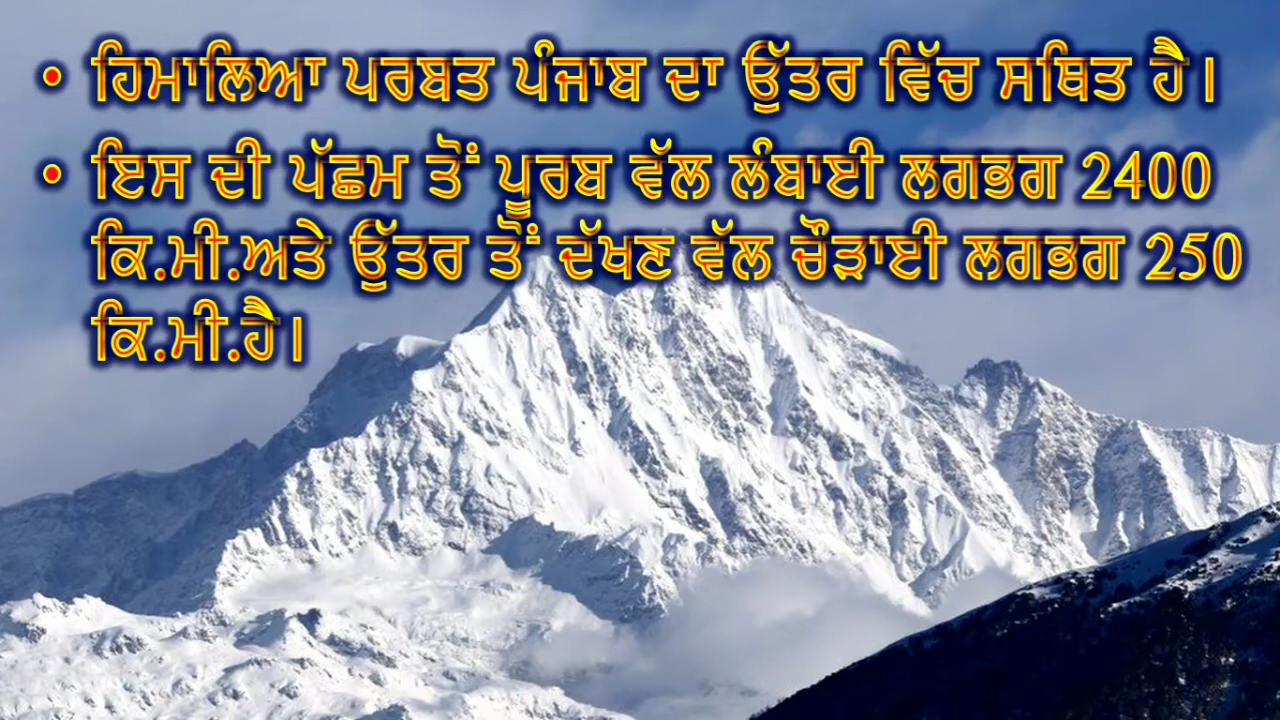 • ਹਿਮਾਲਿਆ ਪਰਬਤ ਪੰਜਾਬ ਦਾ ਉੱਤਰ ਵਿੱਚ ਸਥਿਤ ਹੈ।
• ਇਸ ਦੀ ਪੱਛਮ ਤੋਂ ਪੂਰਬ ਵੱਲ ਲੰਬਾਈ ਲਗਭਗ 2400
ਕਿ.ਮੀ.ਅਤੇ ਉੱਤਰ ਤੋਂ ਦੱਖਣ ਵੱਲ ਚੌੜਾਈ ਲਗਭਗ 250
ਕਿ.ਮੀ.ਹੈ।